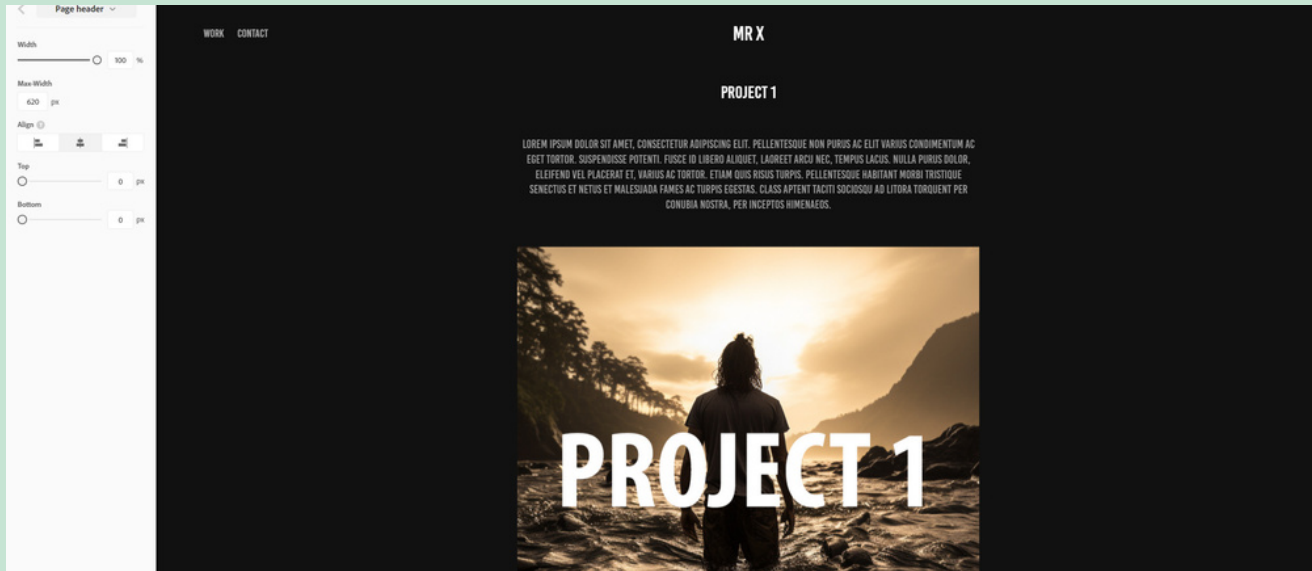 Page header
Width
100 %
Max-Width
620 px
Align
Top
0 px
Bottom
0 px
WORK CONTACT
MR X
PROJECT 1
LOREM IPSUM DOLOR SIT AMET, CONSECTETUR ADIPISCING ELIT. PELLENTESQUE NON PURUS AC ELIT VARIUS CONDIMENTUM AC
EGET TORTOR. SUSPENDISSE POTENTI. FUSCE ID LIBERO ALIQUET, LAOREET ARCU NEC, TEMPUS LACUS. NULLA PURUS DOLOR,
ELEIFEND VEL PLACERAT ET, VARIUS AC TORTOR. ETIAM QUIS RISUS TURPIS. PELLENTESQUE HABITANT MORBI TRISTIQUE
SENECTUS ET NETUS ET MALESUADA FAMES AC TURPIS EGESTAS. CLASS APTENT TACITI SOCIOSQU AD LITORA TORQUENT PER
CONUBIA NOSTRA, PER INCEPTOS HIMENAEOS.
PROJECT 1